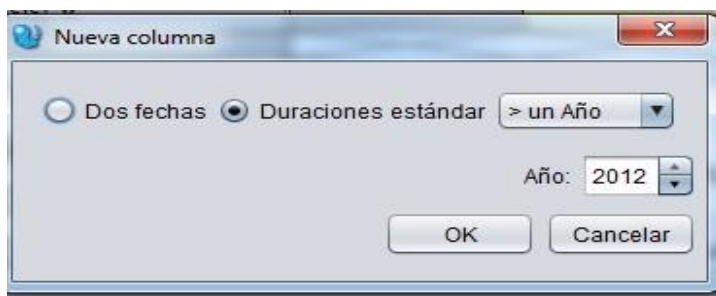 Nueva columna
Dos fechas Duraciones estándar > un Año
Año: 2012
OK Cancelar